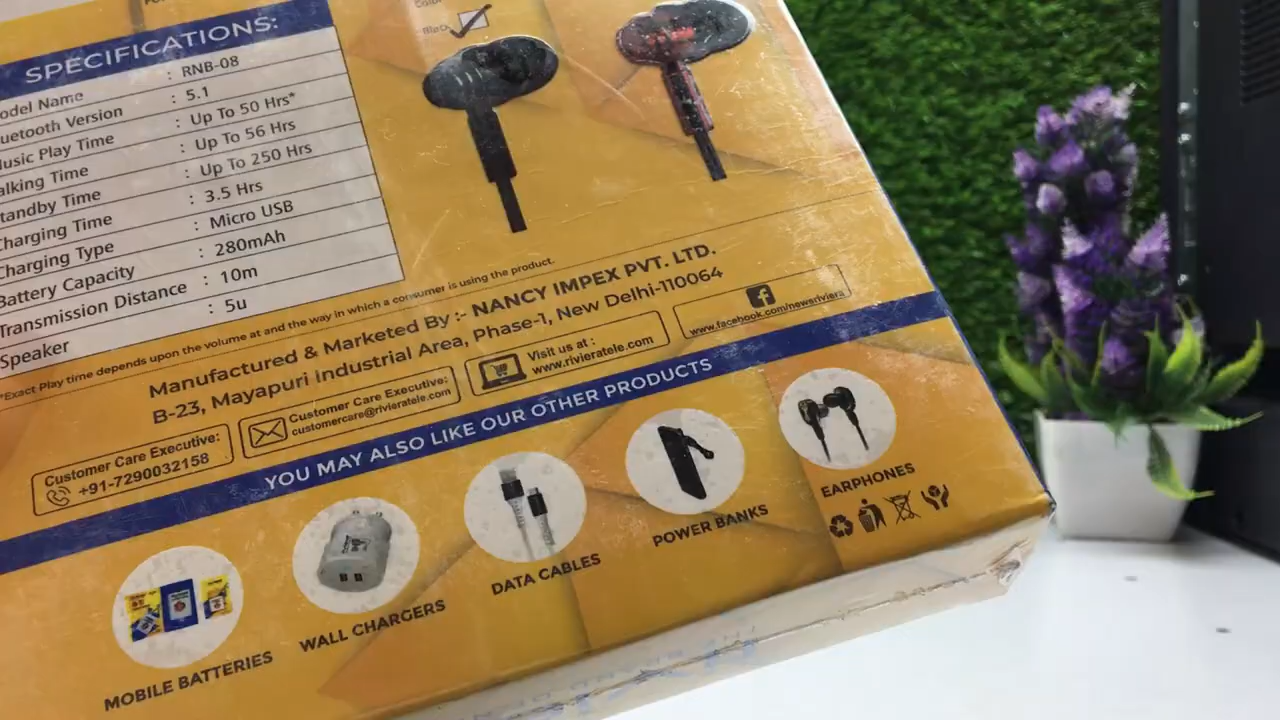 SPECIFICATIONS:
odel Name : RNB-08
uetooth Version : 5.1
usic Play Time : Up To 50 Hrs*
alking Time : Up To 56 Hrs
tandby Time : Up To 250 Hrs
harging Time : 3.5 Hrs
harging Type : Micro USB
attery Capacity : 280mAh
Transmission Distance : 10m
Speaker : 5u
*Exact Play time depends upon the volume at and the way in which a consumer is using the product.
Manufactured & Marketed By :- NANCY IMPEX PVT. LTD.
B-23, Mayapuri Industrial Area, Phase-1, New Delhi-110064
Customer Care Executive:
+91-7290032158
Customer Care Executive:
customercare@rivieratele.com
Visit us at :
www.rivieratele.com
www.facebook.com/newsriviera
YOU MAY ALSO LIKE OUR OTHER PRODUCTS
MOBILE BATTERIES
WALL CHARGERS
DATA CABLES
POWER BANKS
EARPHONES